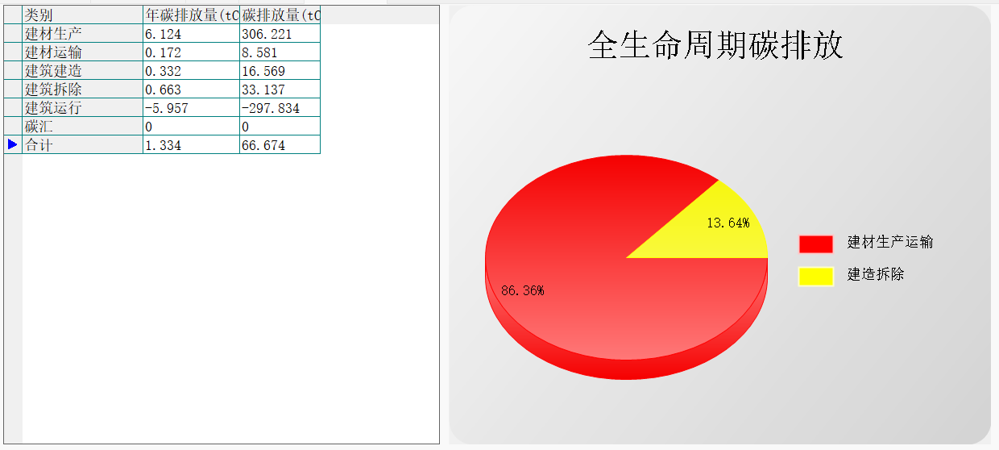 类别 年碳排放量(tC 碳排放量(tC
建材生产 6.124 306.221
建材运输 0.172 8.581
建筑建造 0.332 16.569
建筑拆除 0.663 33.137
建筑运行 -5.957 -297.834
碳汇 0 0
合计 1.334 66.674
全生命周期碳排放
13.64%
86.36%
建材生产运输
建造拆除